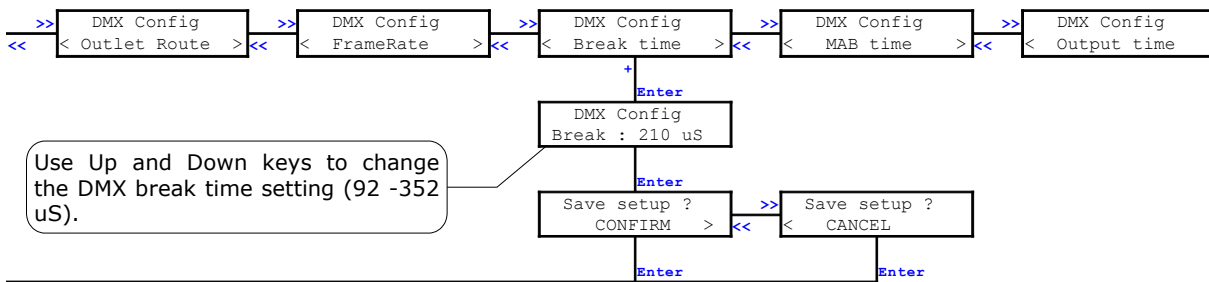 >> DMX Config >> DMX Config >> DMX Config >> DMX Config >> DMX Config
<< < Outlet Route > << < FrameRate > << < Break time > << < MAB time > << < Output time
+
Enter
DMX Config
Break : 210 uS
Use Up and Down keys to change
the DMX break time setting (92 -352
uS).
Enter
Save setup ? >> Save setup ?
CONFIRM > << < CANCEL
Enter Enter